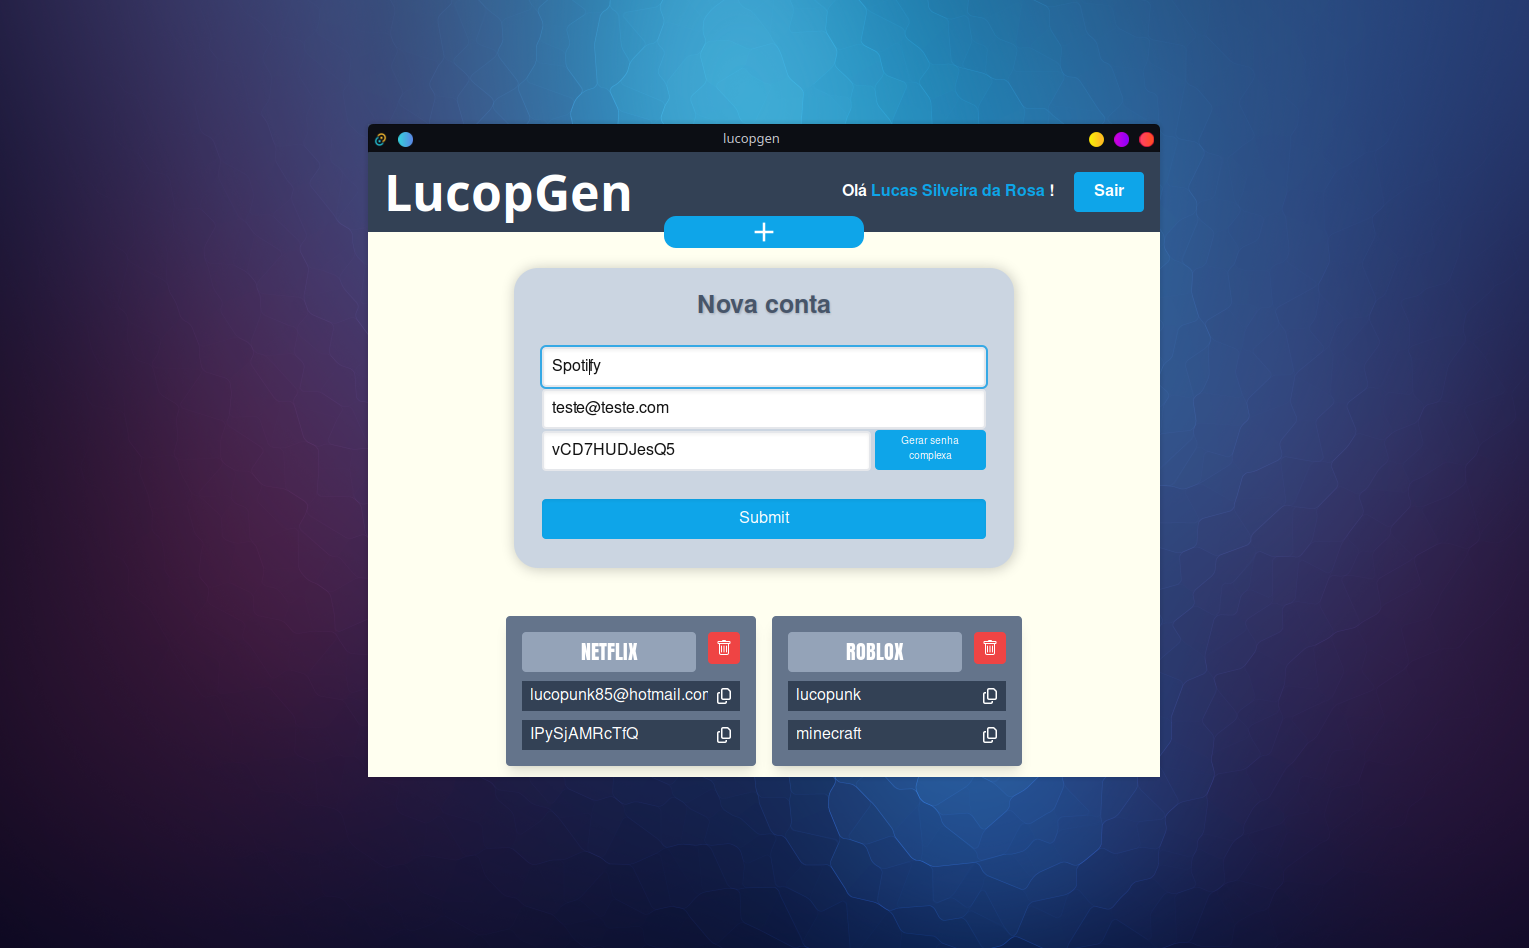 lucopgen
LucopGen
Olá Lucas Silveira da Rosa !
Sair
Nova conta
Spotify
teste@teste.com
vCD7HUDJesQ5
Gerar senha
complexa
Submit
NETFLIX
lucopunk85@hotmail.com
IPySjAMRcTfQ
ROBLOX
lucopunk
minecraft